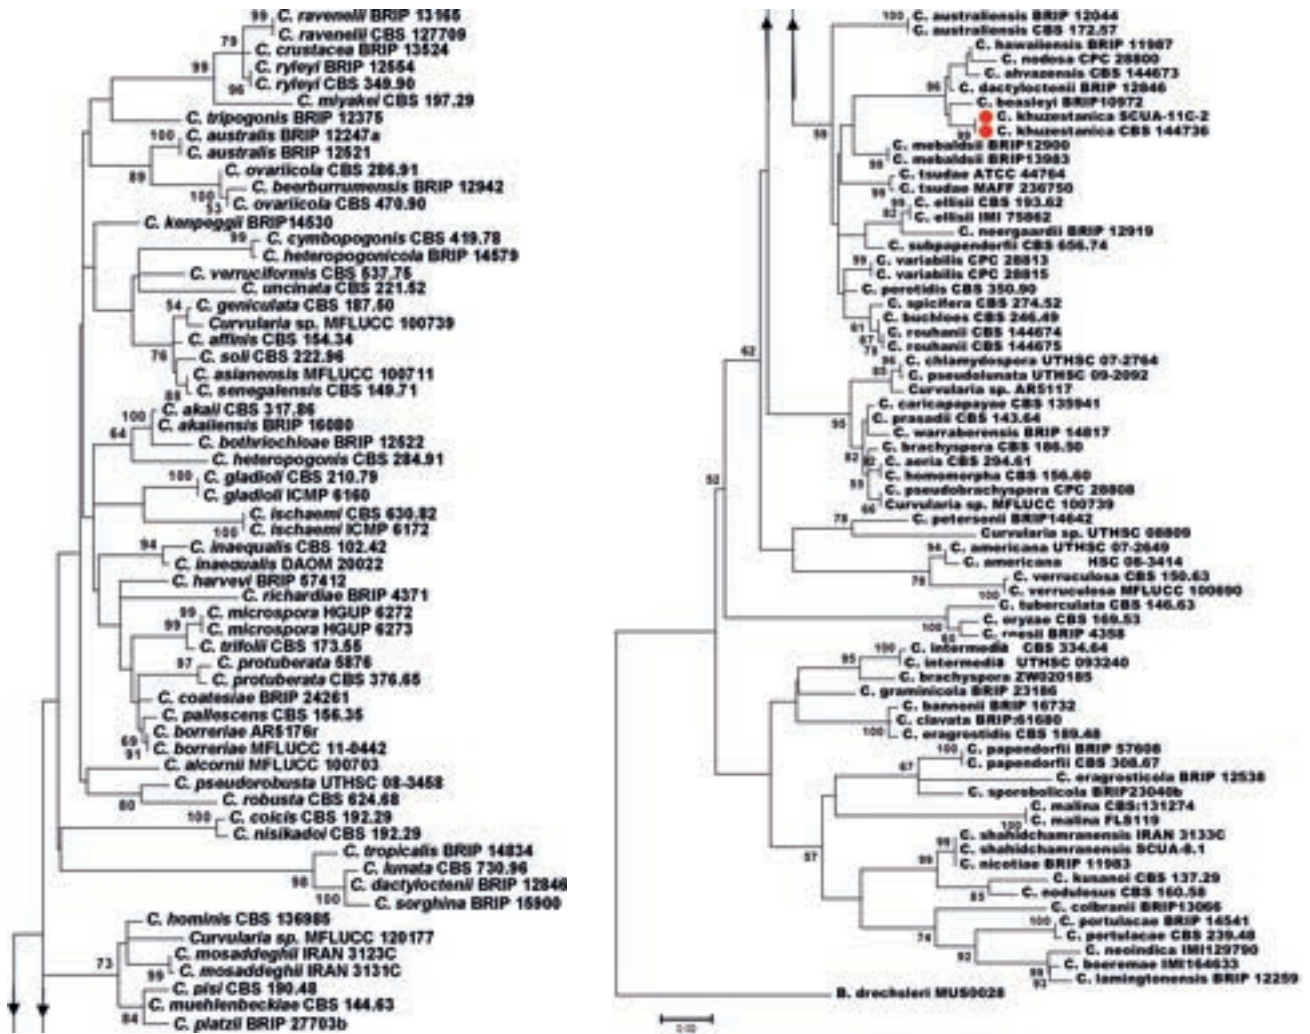 99 C. ravenelii BRIP 13165
C. ravenelii CBS 127709
79 C. crustacea BRIP 13524
C. ryleyi BRIP 12554
99
96 C. ryleyi CBS 349.90
C. miyakei CBS 197.29
C. tripogonis BRIP 12375
100 C. australis BRIP 12247a
C. australis BRIP 12521
C. ovariicola CBS 286.91
89
C. beerburrumensis BRIP 12942
100
53 C. ovariicola CBS 470.90
C. kenpeggii BRIP14530
99 C. cymbopogonis CBS 419.78
C. heteropogonicola BRIP 14579
C. verruciformis CBS 537.75
C. uncinata CBS 221.52
54 C. geniculata CBS 187.50
Curvularia sp. MFLUCC 100739
C. affinis CBS 154.34
76 C. soli CBS 222.96
C. asianensis MFLUCC 100711
88 C. senegalensis CBS 149.71
C. akaii CBS 317.86
100 C. akaiiensis BRIP 16080
64 C. bothriochloae BRIP 12522
C. heteropogonis CBS 284.91
100 C. gladioli CBS 210.79
C. gladioli ICMP 6160
C. ischaemi CBS 630.82
100 C. ischaemi ICMP 6172
94 C. inaequalis CBS 102.42
C. inaequalis DAOM 20022
C. harveyi BRIP 57412
C. richardiae BRIP 4371
99 C. microspora HGUP 6272
99 C. microspora HGUP 6273
C. trifolii CBS 173.55
97 C. protuberata 5876
C. protuberata CBS 376.65
C. coatesiae BRIP 24261
C. pallescens CBS 156.35
C. borreriae AR5176r
69
91 C. borreriae MFLUCC 11-0442
C. alcornii MFLUCC 100703
C. pseudorobusta UTHSC 08-3458
80 C. robusta CBS 624.68
100 C. coicis CBS 192.29
C. nisikadoi CBS 192.29
C. tropicalis BRIP 14834
C. lunata CBS 730.96
98 C. dactyloctenii BRIP 12846
100 C. sorghina BRIP 15900
C. hominis CBS 136985
Curvularia sp. MFLUCC 120177
73 C. mosaddeghii IRAN 3123C
99 C. mosaddeghii IRAN 3131C
C. pisi CBS 190.48
C. muehlenbeckiae CBS 144.63
84 C. platzii BRIP 27703b
100 C. australiensis BRIP 12044
C. australiensis CBS 172.57
C. hawaiiensis BRIP 11987
C. nodosa CPC 28800
C. ahvazensis CBS 144673
96 C. dactyloctenii BRIP 12846
C. beasleyi BRIP10972
C. khuzestanica SCUA-11C-2
59
99 C. khuzestanica CBS 144736
C. mebaldsii BRIP12900
99 C. mebaldsii BRIP13983
C. tsudae ATCC 44764
99 C. tsudae MAFF 236750
99 C. ellisii CBS 193.62
82 C. ellisii IMI 75862
C. neergaardii BRIP 12919
C. subpapendorfii CBS 656.74
99 C. variabilis CPC 28813
C. variabilis CPC 28815
C. perotidis CBS 350.90
C. spicifera CBS 274.52
C. buchloes CBS 246.49
61 C. rouhanii CBS 144674
67
78 C. rouhanii CBS 144675
62
96 C. chlamydospora UTHSC 07-2764
85 C. pseudolunata UTHSC 09-2092
Curvularia sp. AR5117
C. caricapapayae CBS 135941
95 C. prasadii CBS 143.64
C. warraberensis BRIP 14817
C. brachyspera CBS 186.50
82 C. aeria CBS 294.61
C. homomorpha CBS 156.60
52
55 C. pseudobrachyspora CPC 28808
66 Curvularia sp. MFLUCC 100739
78 C. petersonii BRIP14642
Curvularia sp. UTHSC 08809
94 C. americana UTHSC 07-2649
C. americana HSC 08-3414
78 C. verruculosa CBS 150.63
100 C. verruculosa MFLUCC 100690
C. tuberculata CBS 146.63
C. oryzae CBS 169.53
100
60 BRIP 4358
100 C. intermedia CBS 334.64
95 C. intermedia UTHSC 093240
C. brachyspora ZW020185
C. graminicola BRIP 23186
C. bannonii BRIP 16732
C. clavata BRIP:61680
100 C. eragrostidis CBS 189.48
100 C. papendorfii BRIP 57608
67 C. papendorfii CBS 308.67
C. eragrosticola BRIP 12538
C. sporobolicola BRIP23040b
C. malina CBS:131274
100 C. malina FLS119
C. shahidchamranensis IRAN 3133C
57
99 C. shahidchamranensis SCUA-8.1
C. nicotiae BRIP 11983
C. kusanoi CBS 137.29
85 C. nodulosus CBS 160.58
C. colbranii BRIP13066
100 C. portulacae BRIP 14541
74 C. portulacae CBS 239.48
C. neoindica IMI129790
92
99 C. boeremae IMI164633
93 C. lamingtonensis BRIP 12259
B. drechsleri MUS0028